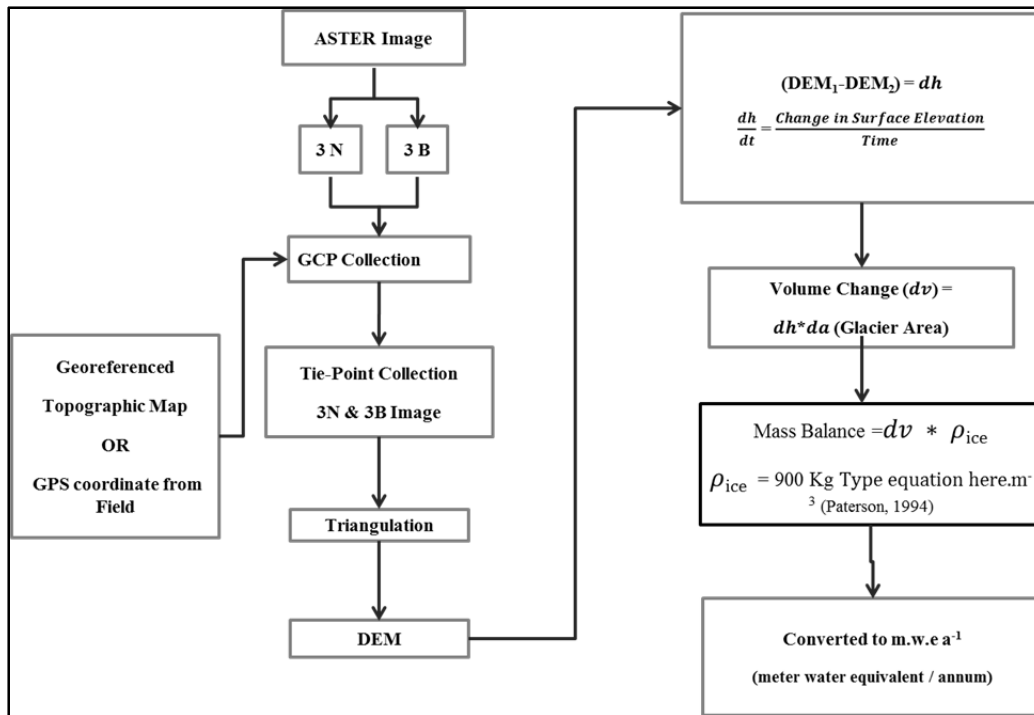 ASTER Image
3 N
3 B
GCP Collection
Georeferenced
Topographic Map
OR
GPS coordinate from
Field
Tie-Point Collection
3N & 3B Image
Triangulation
DEM
(DEM₁-DEM₂) = dh
dh/dt = Change in Surface Elevation/Time
Volume Change (dv) =
dh*da (Glacier Area)
Mass Balance =dv * ρice
ρice = 900 Kg Type equation here.m-
3 (Paterson, 1994)
Converted to m.w.e a⁻¹
(meter water equivalent / annum)